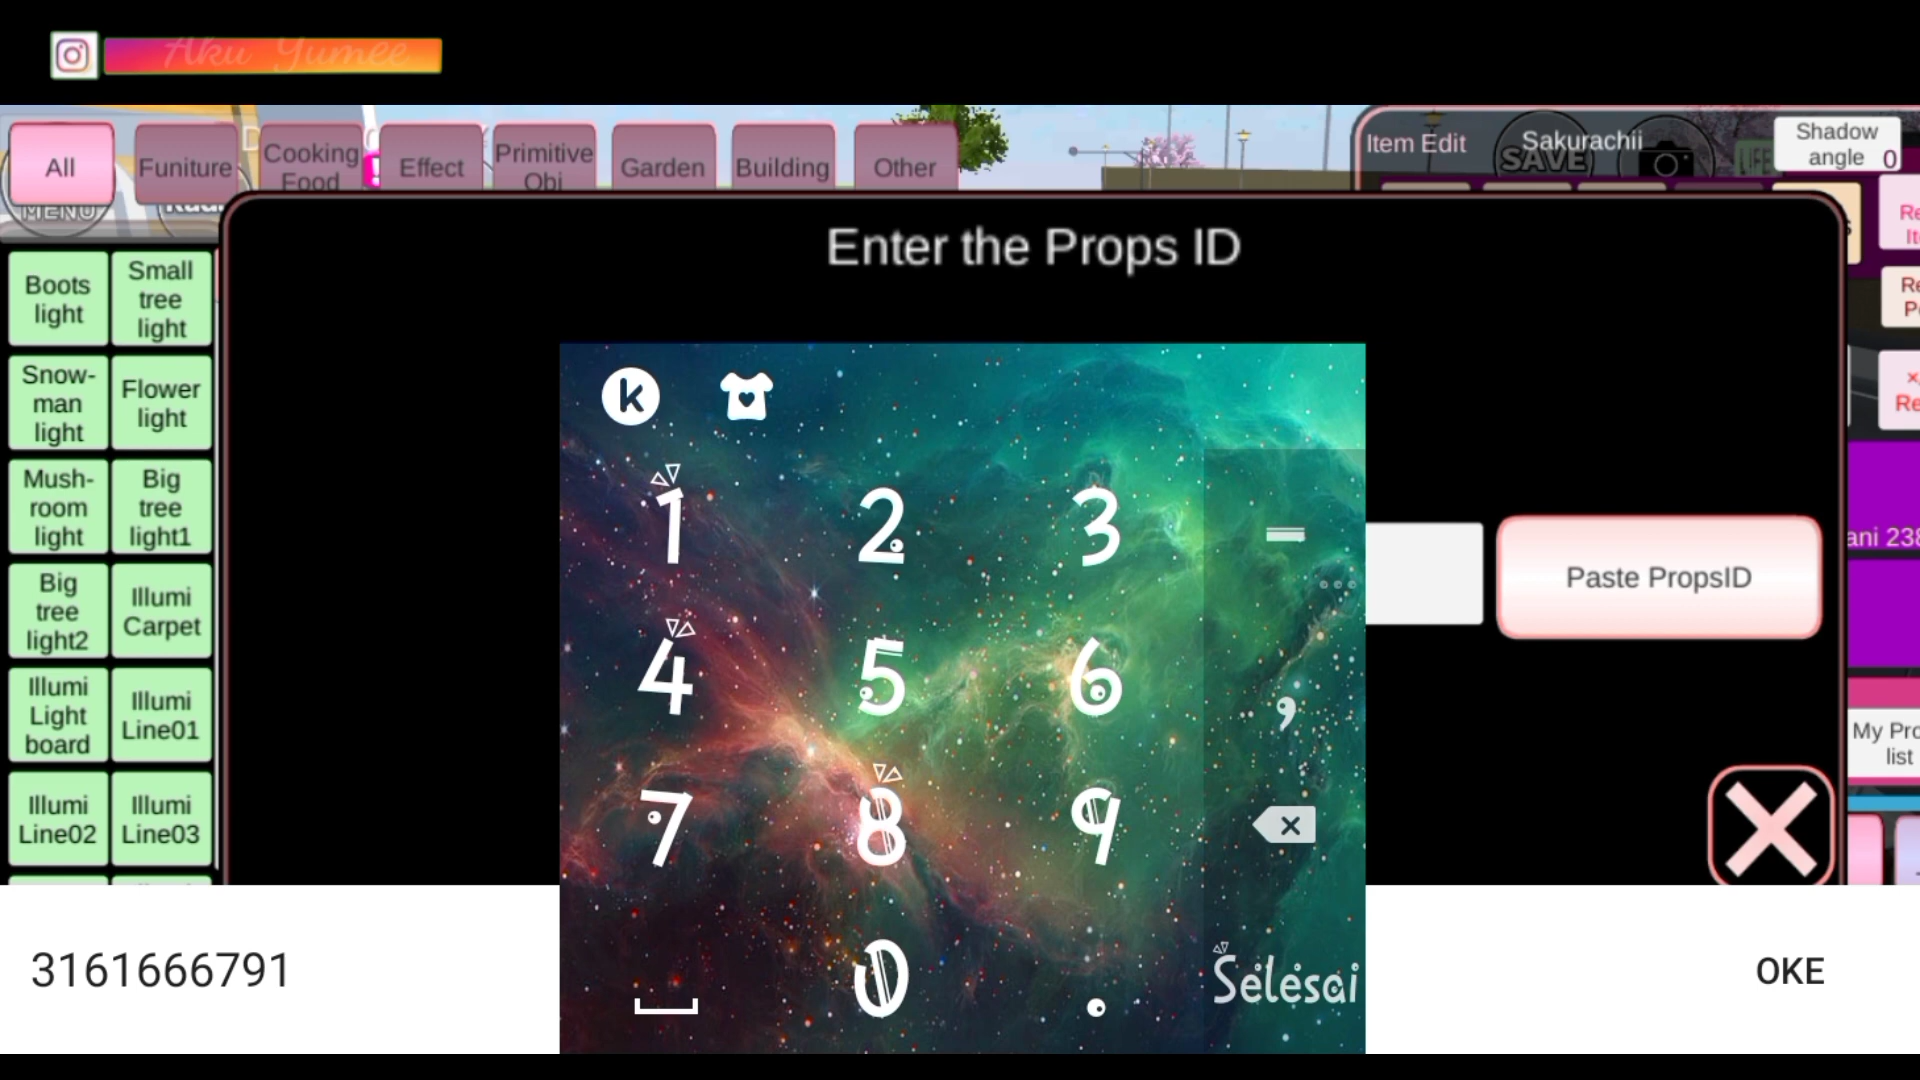 Aku Yumee
All
Funiture
Cooking
Food
Effect
Primitive
Obj
Garden
Building
Other
Item Edit
SAVE
Sakurachii
Shadow
angle 0
MENU
Enter the Props ID
Boots
light
Small
tree
light
Snow-
man
light
Flower
light
Mush-
room
light
Big
tree
light1
Big
tree
light2
Illumi
Carpet
Illumi
Light
board
Illumi
Line01
Illumi
Line02
Illumi
Line03
k
1 2 3
4 5 6 ,
7 8 9
0 . Selesai
Paste PropsID
ani 238
My Pro
list
3161666791
OKE